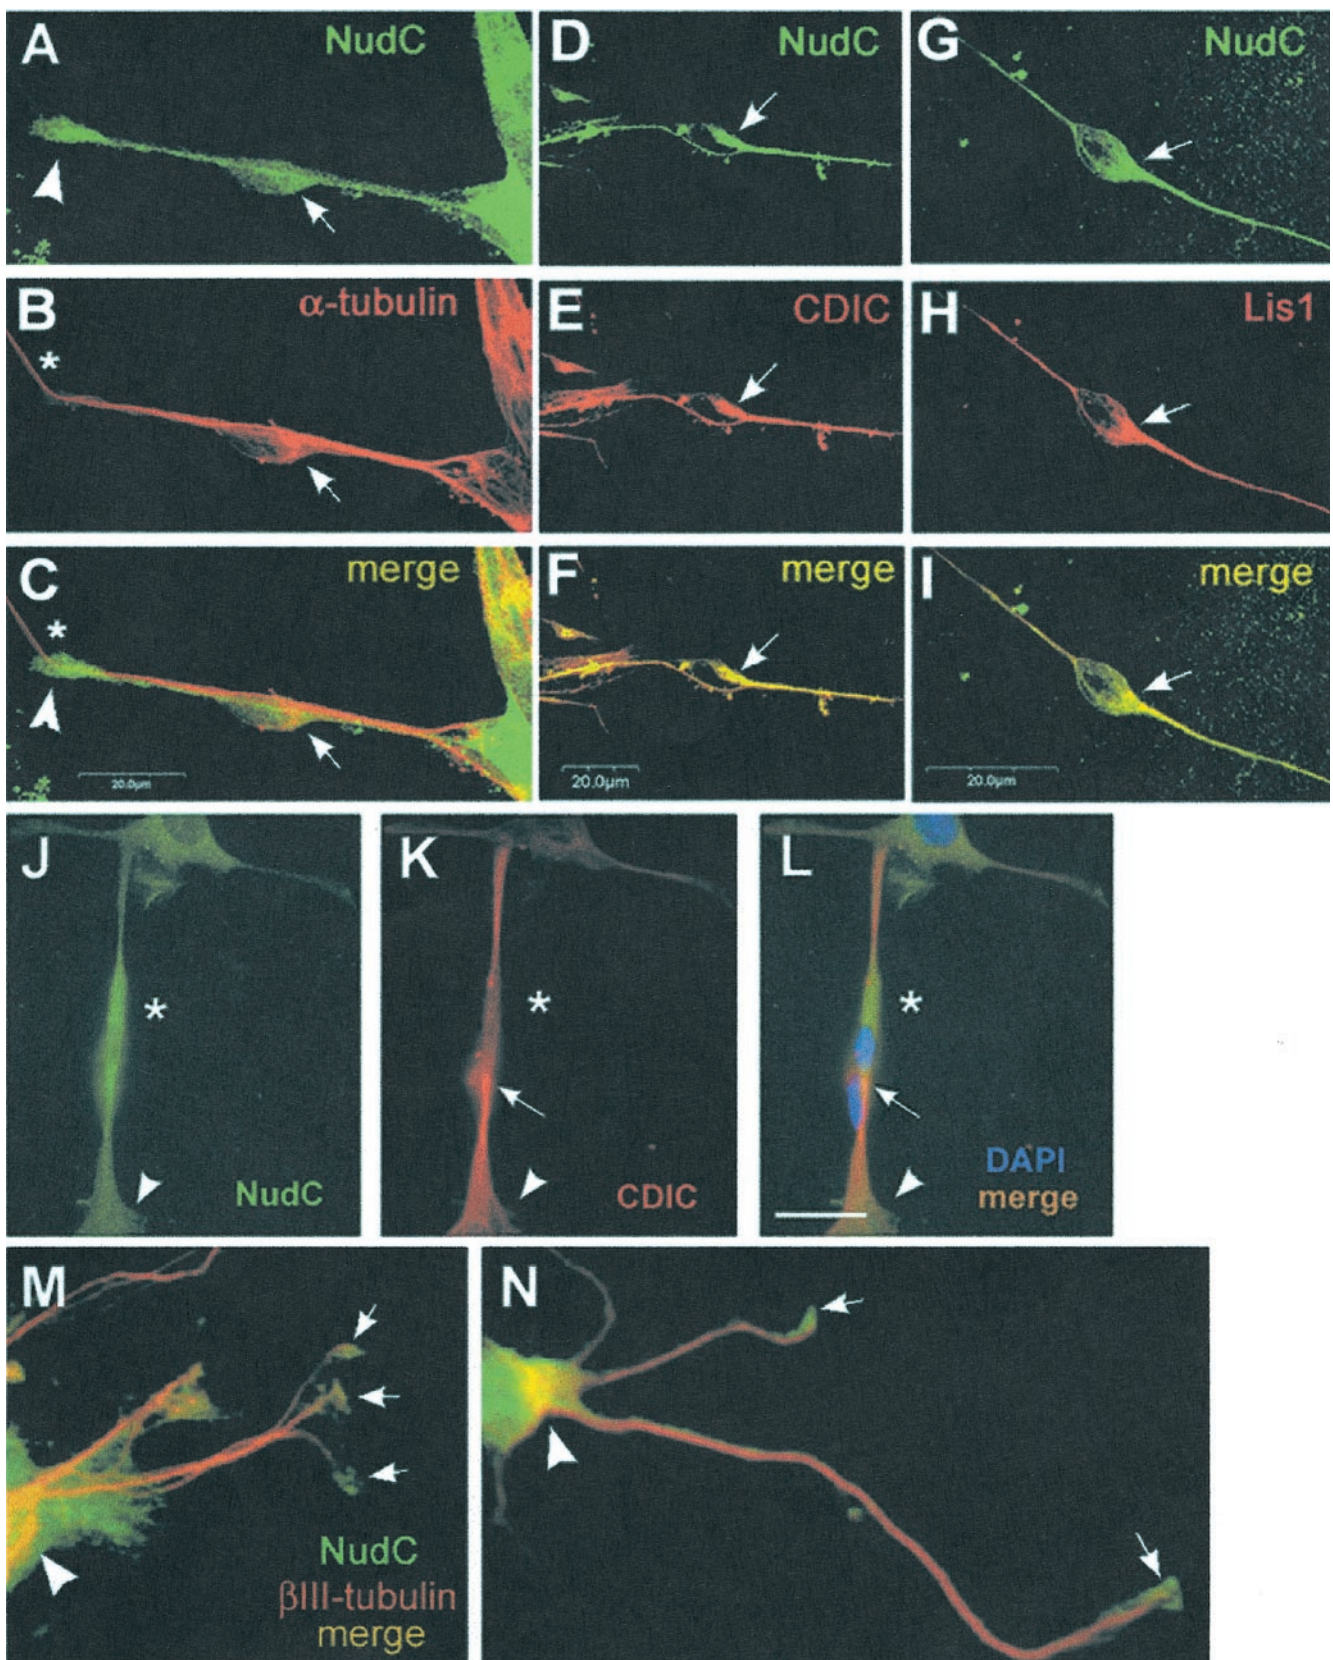 A
NudC
D
NudC
G
NudC
B
α-tubulin
*
E
CDIC
H
Lis1
C
merge
*
20.0µm
F
merge
20.0µm
I
merge
J
*
NudC
K
*
CDIC
L
*
DAPI
merge
M
NudC
βIII-tubulin
merge
N